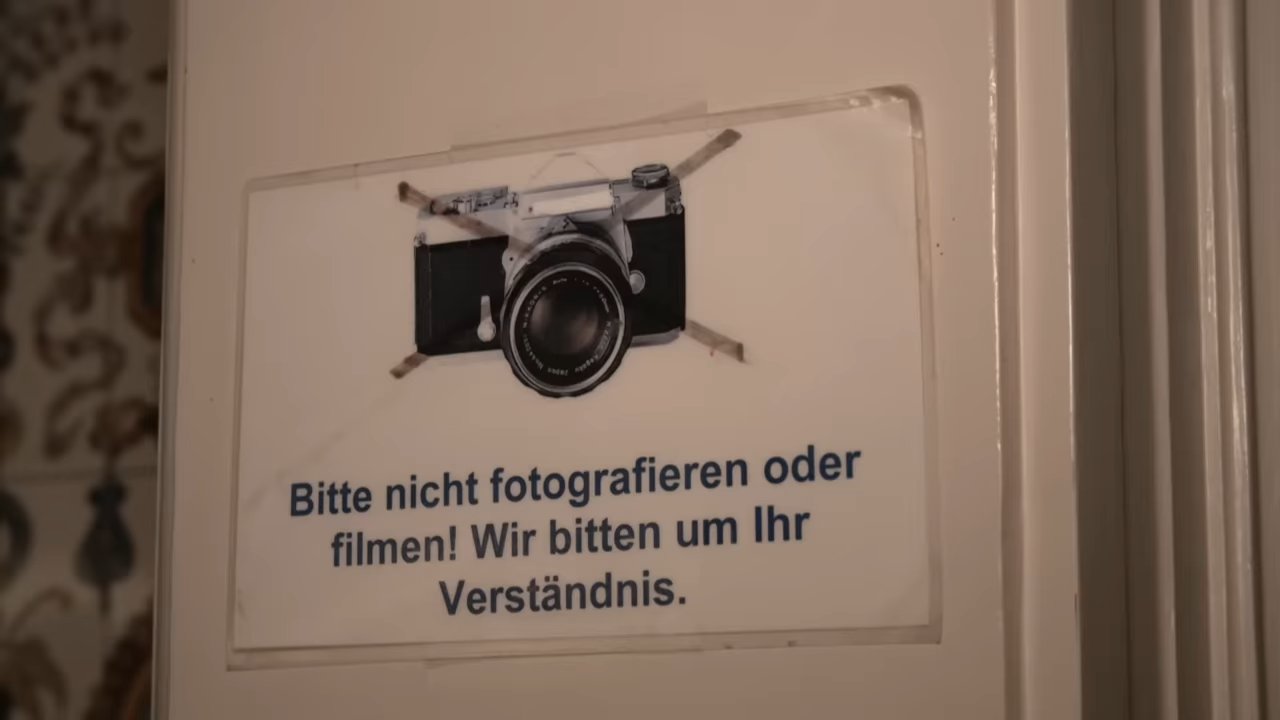 Bitte nicht fotografieren oder
filmen! Wir bitten um Ihr
Verständnis.